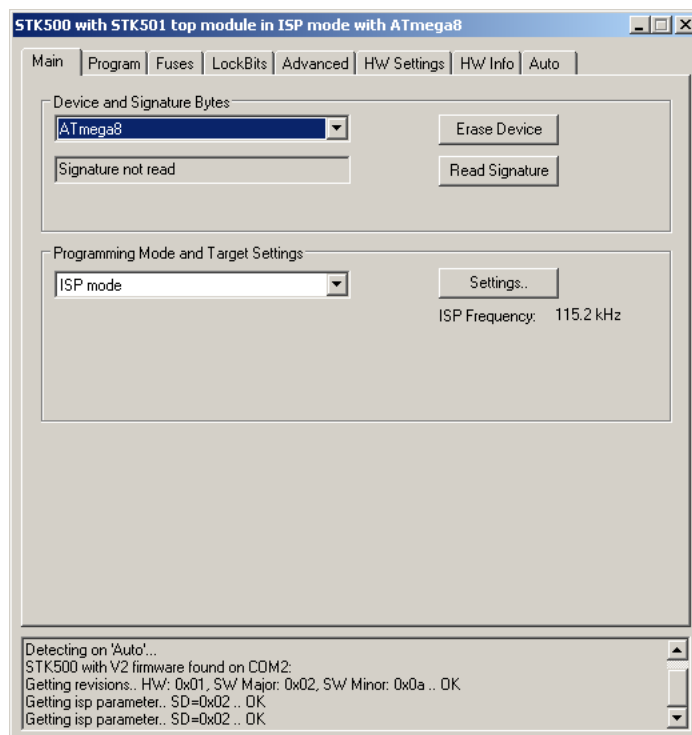 STK500 with STK501 top module in ISP mode with ATmega8
Main Program Fuses LockBits Advanced HW Settings HW Info Auto
Device and Signature Bytes
ATmega8 Erase Device
Signature not read Read Signature
Programming Mode and Target Settings
ISP mode Settings..
ISP Frequency: 115.2 kHz
Detecting on 'Auto'...
STK500 with V2 firmware found on COM2:
Getting revisions.. HW: 0x01, SW Major: 0x02, SW Minor: 0x0a .. OK
Getting isp parameter.. SD=0x02 .. OK
Getting isp parameter.. SD=0x02 .. OK